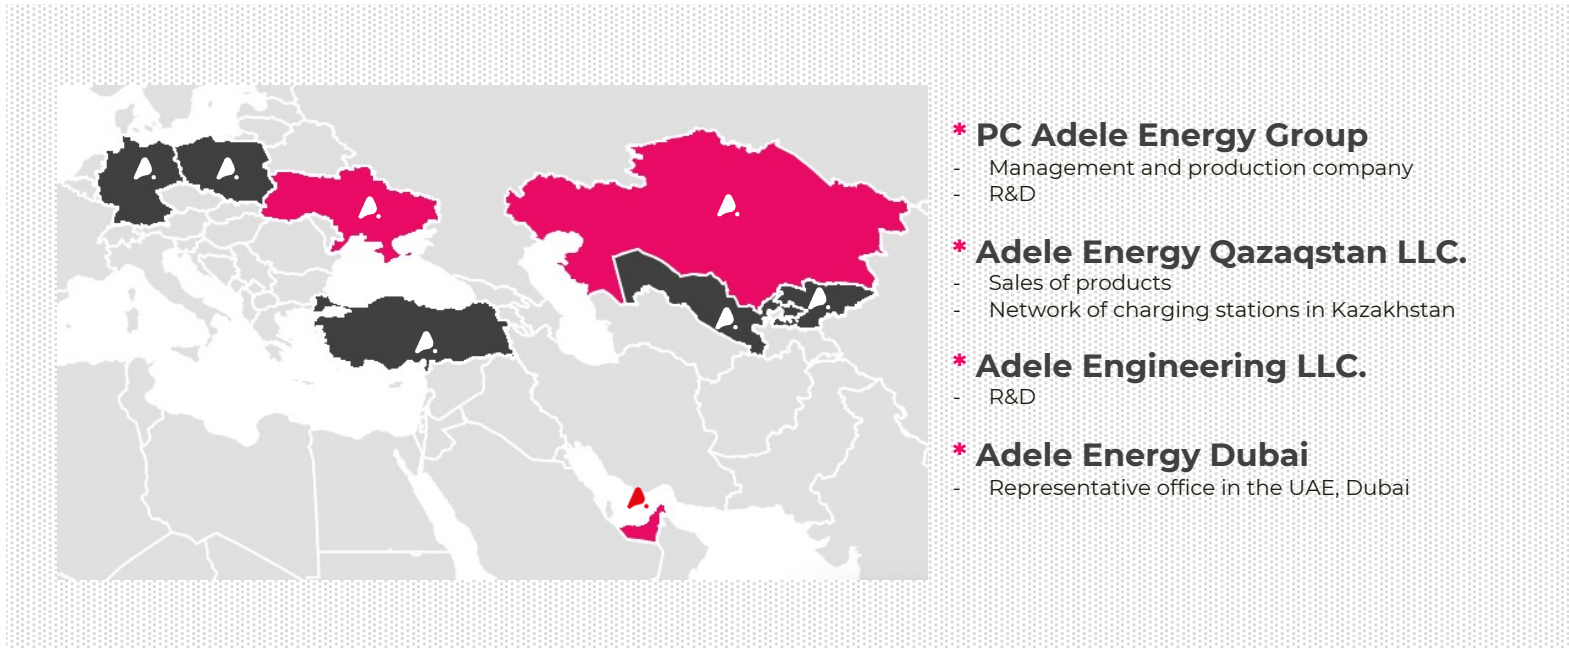 * PC Adele Energy Group
- Management and production company
- R&D
* Adele Energy Qazaqstan LLC.
- Sales of products
- Network of charging stations in Kazakhstan
* Adele Engineering LLC.
- R&D
* Adele Energy Dubai
- Representative office in the UAE, Dubai